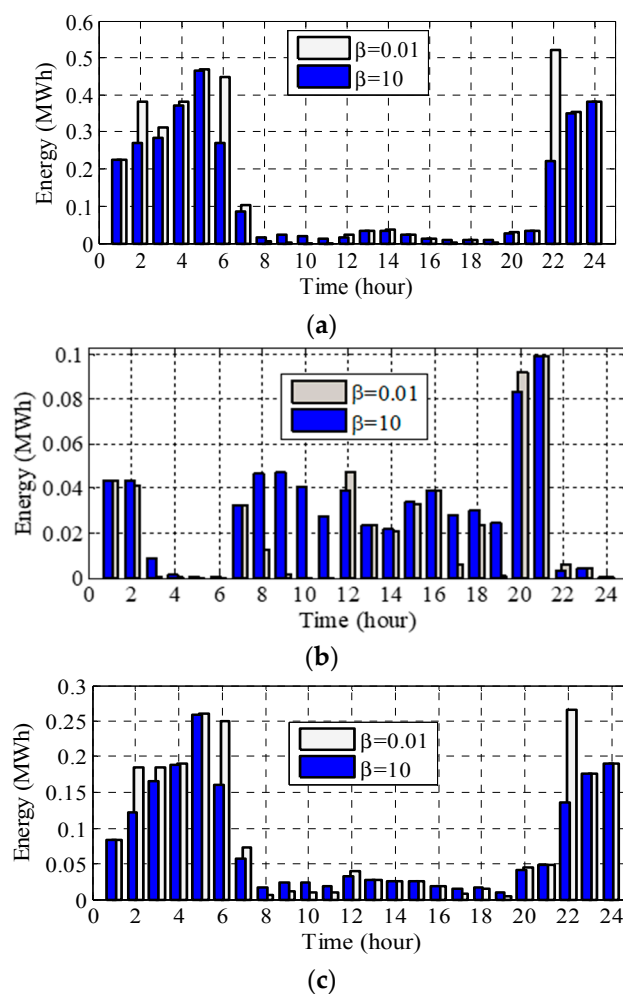 0.6
0.5
0.4
0.3
0.2
0.1
0
Energy (MWh)
β=0.01
β=10
0 2 4 6 8 10 12 14 16 18 20 22 24
Time (hour)
(a)
0.1
0.08
0.06
0.04
0.02
0
Energy (MWh)
β=0.01
β=10
0 2 4 6 8 10 12 14 16 18 20 22 24
Time (hour)
(b)
0.3
0.25
0.2
0.15
0.1
0.05
0
Energy (MWh)
β=0.01
β=10
0 2 4 6 8 10 12 14 16 18 20 22 24
Time (hour)
(c)